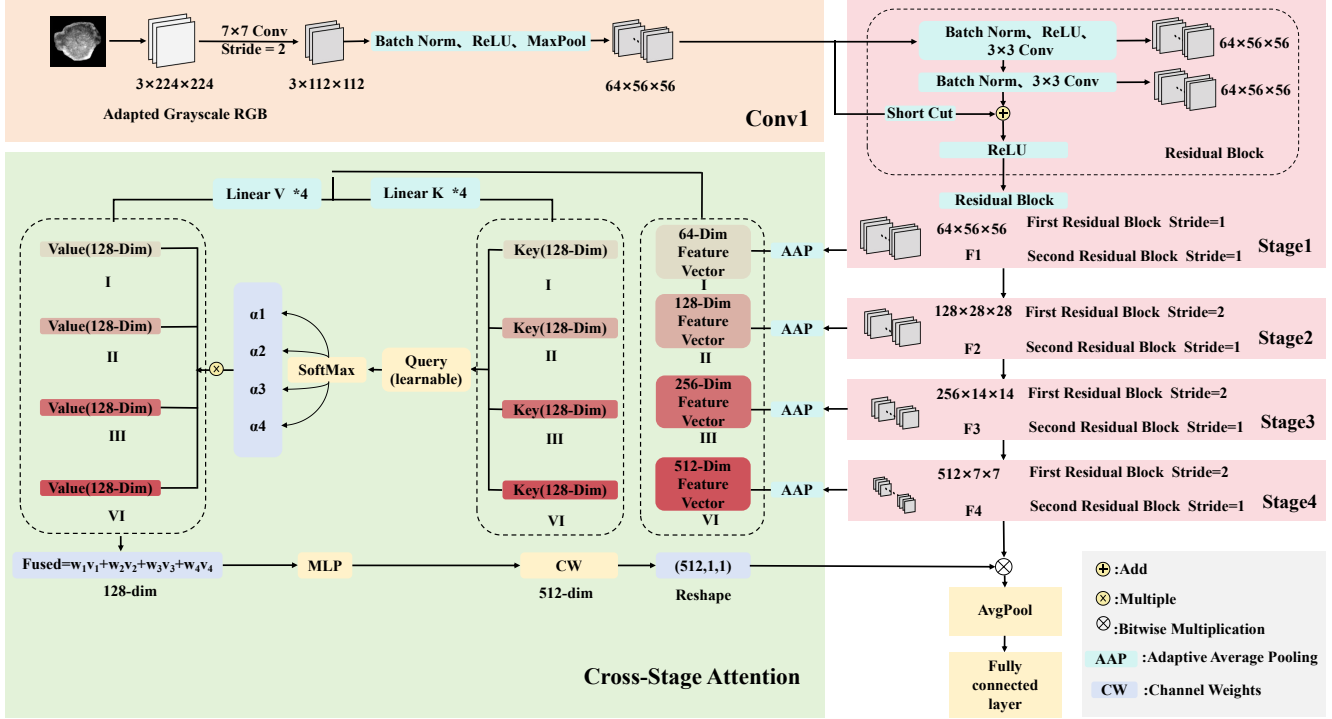 7×7 Conv
Stride = 2
3×224×224
Adapted Grayscale RGB
3×112×112
Batch Norm、ReLU、MaxPool
64×56×56
Conv1
Batch Norm、ReLU、
3×3 Conv
64×56×56
Batch Norm、3×3 Conv
64×56×56
Short Cut
ReLU
Residual Block
Residual Block
64×56×56
F1
First Residual Block Stride=1
Second Residual Block Stride=1
Stage1
128×28×28
F2
First Residual Block Stride=2
Second Residual Block Stride=1
Stage2
256×14×14
F3
First Residual Block Stride=2
Second Residual Block Stride=1
Stage3
512×7×7
F4
First Residual Block Stride=2
Second Residual Block Stride=1
Stage4
Linear V *4
Linear K *4
Value(128-Dim)
I
Value(128-Dim)
II
Value(128-Dim)
III
Value(128-Dim)
VI
α1
α2
α3
α4
SoftMax
Query
(learnable)
Key(128-Dim)
I
Key(128-Dim)
II
Key(128-Dim)
III
Key(128-Dim)
VI
64-Dim
Feature
Vector
I
128-Dim
Feature
Vector
II
256-Dim
Feature
Vector
III
512-Dim
Feature
Vector
VI
AAP
AAP
AAP
AAP
Fused=w₁v₁+w₂v₂+w₃v₃+w₄v₄
128-dim
MLP
CW
512-dim
(512,1,1)
Reshape
Cross-Stage Attention
AvgPool
Fully
connected
layer
:Add
:Multiple
:Bitwise Multiplication
AAP :Adaptive Average Pooling
CW :Channel Weights